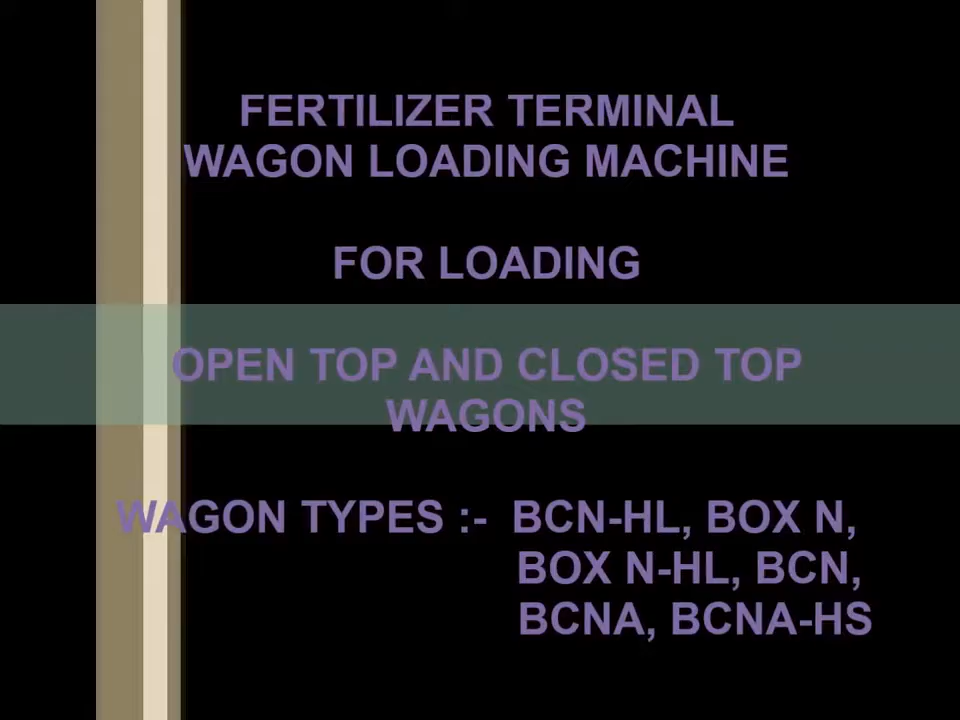 FERTILIZER TERMINAL
WAGON LOADING MACHINE
FOR LOADING
OPEN TOP AND CLOSED TOP
WAGONS
WAGON TYPES :- BCN-HL, BOX N,
BOX N-HL, BCN,
BCNA, BCNA-HS